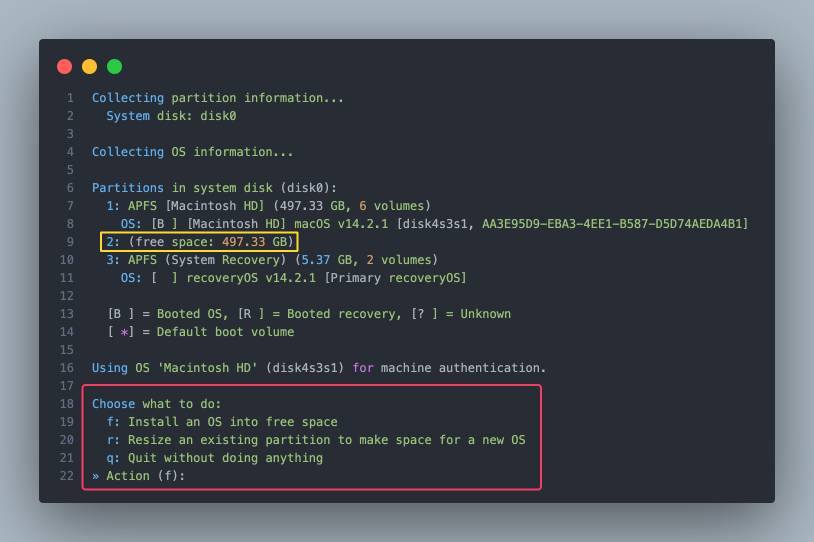 1 Collecting partition information...
2 System disk: disk0
3
4 Collecting OS information...
5
6 Partitions in system disk (disk0):
7 1: APFS [Macintosh HD] (497.33 GB, 6 volumes)
8 OS: [B ] [Macintosh HD] macOS v14.2.1 [disk4s3s1, AA3E95D9-EBA3-4EE1-B587-D5D74AEDA4B1]
9 2: (free space: 497.33 GB)
10 3: APFS (System Recovery) (5.37 GB, 2 volumes)
11 OS: [  ] recoveryOS v14.2.1 [Primary recoveryOS]
12
13 [B ] = Booted OS, [R ] = Booted recovery, [? ] = Unknown
14 [ *] = Default boot volume
15
16 Using OS 'Macintosh HD' (disk4s3s1) for machine authentication.
17
18 Choose what to do:
19 f: Install an OS into free space
20 r: Resize an existing partition to make space for a new OS
21 q: Quit without doing anything
22 » Action (f):